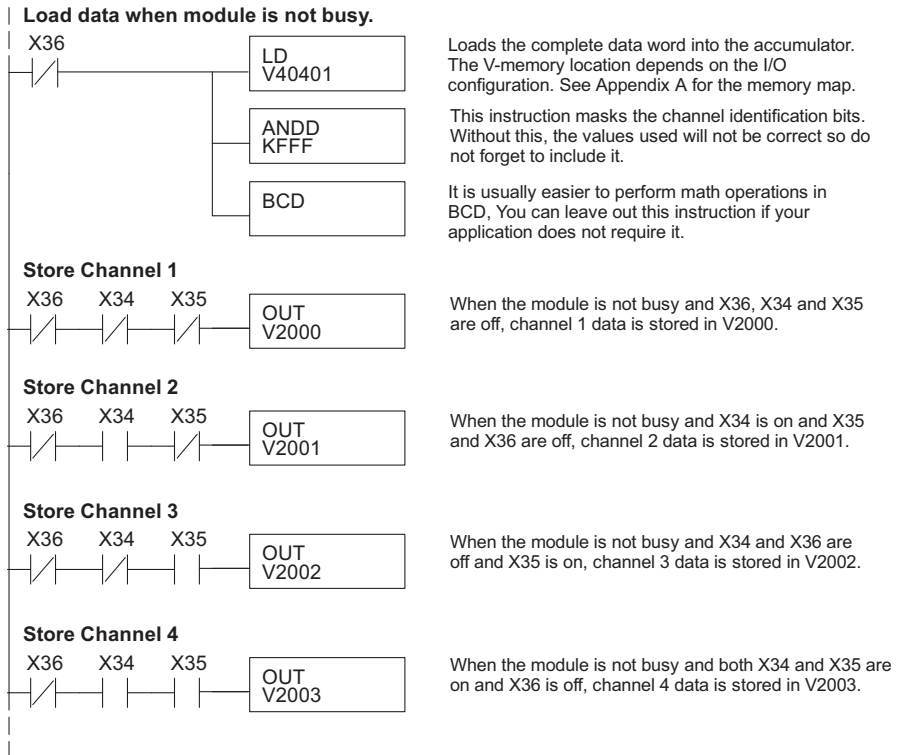 Load data when module is not busy.
X36
LD
V40401
Loads the complete data word into the accumulator.
The V-memory location depends on the I/O
configuration. See Appendix A for the memory map.
ANDD
KFFF
This instruction masks the channel identification bits.
Without this, the values used will not be correct so do
not forget to include it.
BCD
It is usually easier to perform math operations in
BCD, You can leave out this instruction if your
application does not require it.
Store Channel 1
X36 X34 X35
OUT
V2000
When the module is not busy and X36, X34 and X35
are off, channel 1 data is stored in V2000.
Store Channel 2
X36 X34 X35
OUT
V2001
When the module is not busy and X34 is on and X35
and X36 are off, channel 2 data is stored in V2001.
Store Channel 3
X36 X34 X35
OUT
V2002
When the module is not busy and X34 and X36 are
off and X35 is on, channel 3 data is stored in V2002.
Store Channel 4
X36 X34 X35
OUT
V2003
When the module is not busy and both X34 and X35 are
on and X36 is off, channel 4 data is stored in V2003.